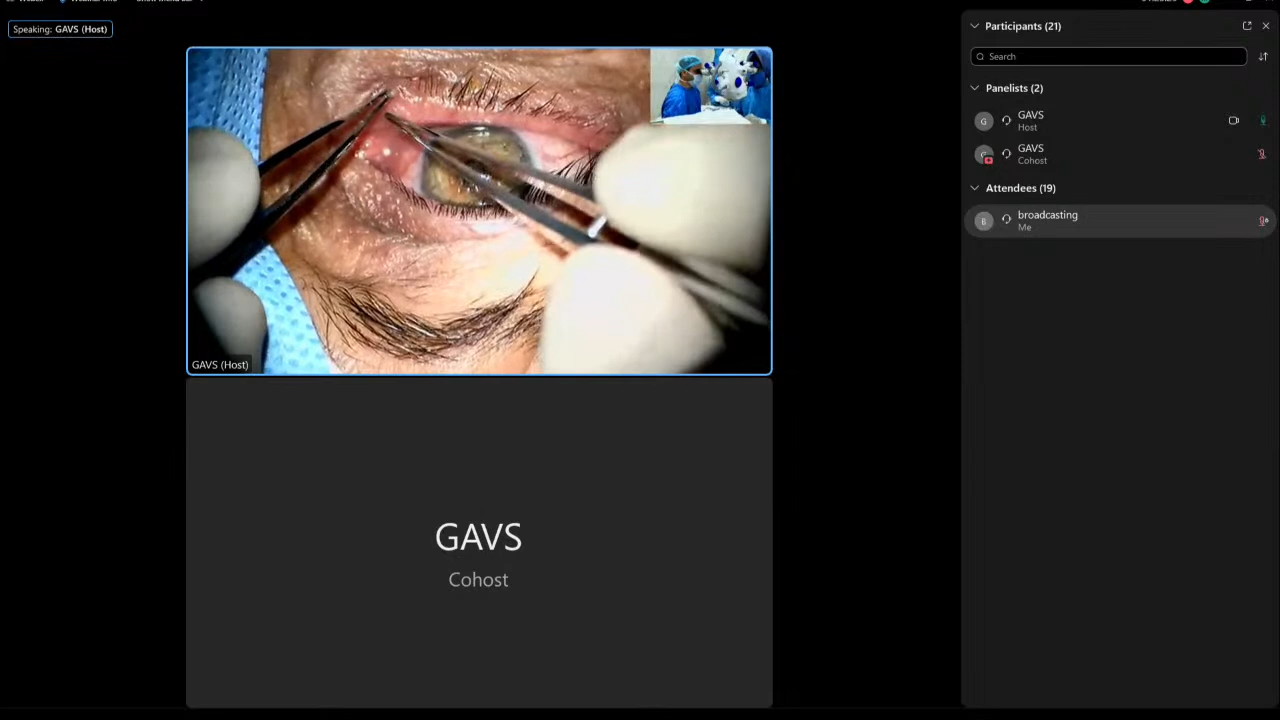 Speaking: GAVS (Host)
GAVS (Host)
GAVS
Cohost
Participants (21)
Search
Panelists (2)
G
GAVS
Host
GAVS
Cohost
Attendees (19)
B
broadcasting
Me